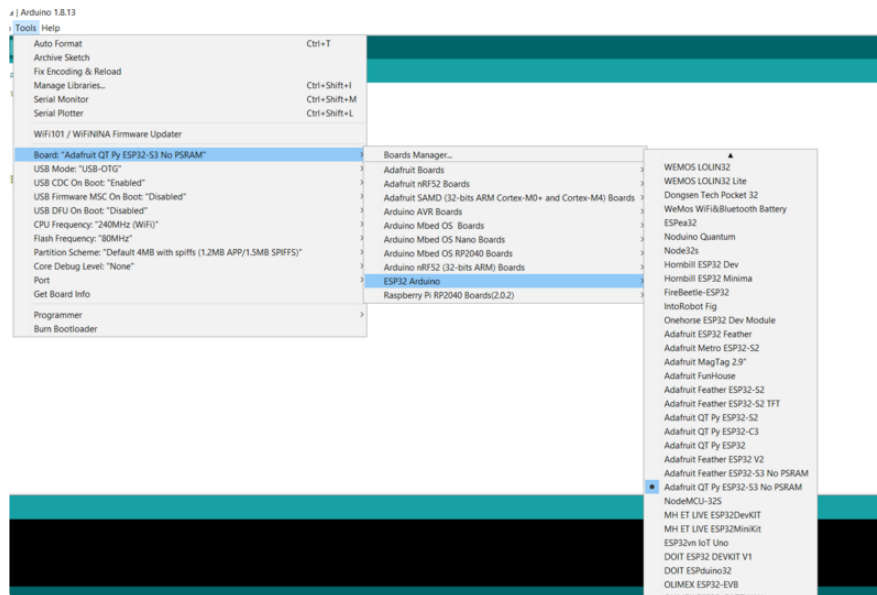 | Arduino 1.8.13
Tools Help
Auto Format Ctrl+T
Archive Sketch
Fix Encoding & Reload
Manage Libraries... Ctrl+Shift+I
Serial Monitor Ctrl+Shift+M
Serial Plotter Ctrl+Shift+L
WiFi101 / WiFiNINA Firmware Updater
Board: "Adafruit QT Py ESP32-S3 No PSRAM"
USB Mode: "USB-OTG"
USB CDC On Boot: "Enabled"
USB Firmware MSC On Boot: "Disabled"
USB DFU On Boot: "Disabled"
CPU Frequency: "240MHz (WiFi)"
Flash Frequency: "80MHz"
Partition Scheme: "Default 4MB with spiffs (1.2MB APP/1.5MB SPIFFS)"
Core Debug Level: "None"
Port
Get Board Info
Programmer
Burn Bootloader
Boards Manager...
Adafruit Boards
Adafruit nRF52 Boards
Adafruit SAMD (32-bits ARM Cortex-M0+ and Cortex-M4) Boards
Arduino AVR Boards
Arduino Mbed OS Boards
Arduino Mbed OS Nano Boards
Arduino Mbed OS RP2040 Boards
Arduino nRF52 (32-bits ARM) Boards
ESP32 Arduino
Raspberry Pi RP2040 Boards(2.0.2)
WEMOS LOLIN32
WEMOS LOLIN32 Lite
Dongsen Tech Pocket 32
WeMos WiFi&Bluetooth Battery
ESPea32
Noduino Quantum
Node32s
Hornbill ESP32 Dev
Hornbill ESP32 Minima
FireBeetle-ESP32
IntoRobot Fig
Onehorse ESP32 Dev Module
Adafruit ESP32 Feather
Adafruit Metro ESP32-S2
Adafruit MagTag 2.9"
Adafruit FunHouse
Adafruit Feather ESP32-S2
Adafruit Feather ESP32-S2 TFT
Adafruit QT Py ESP32-S2
Adafruit QT Py ESP32-C3
Adafruit QT Py ESP32
Adafruit Feather ESP32 V2
Adafruit Feather ESP32-S3 No PSRAM
Adafruit QT Py ESP32-S3 No PSRAM
NodeMCU-32S
MH ET LIVE ESP32DevKIT
MH ET LIVE ESP32MiniKit
ESP32vn IoT Uno
DOIT ESP32 DEVKIT V1
DOIT ESPduino32
OLIMEX ESP32-EVB